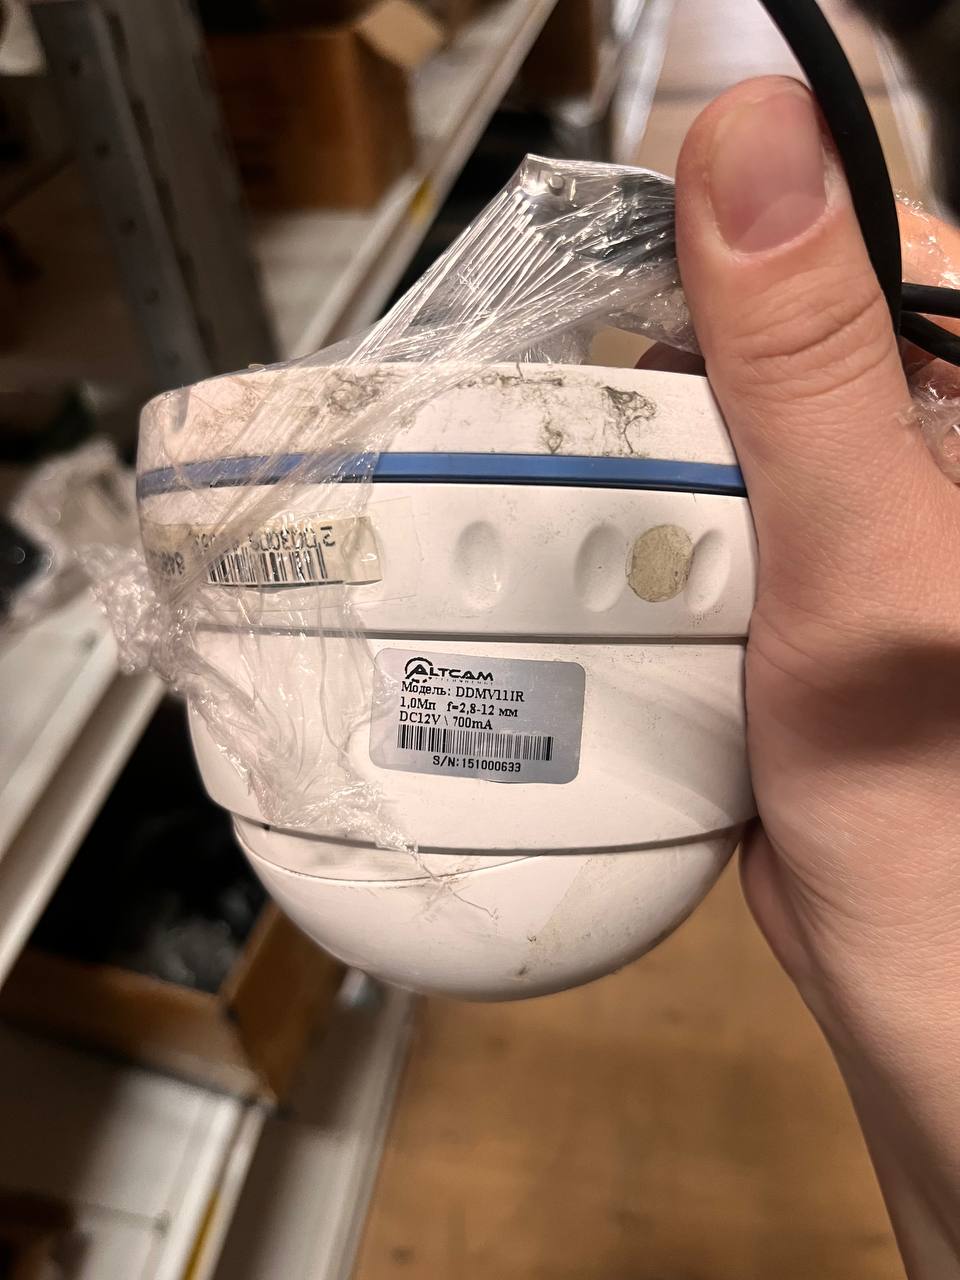 ALTCAM
Модель: DDMV11IR
1,0Мп f=2,8-12 мм
DC12V \ 700mA
S/N:151000633